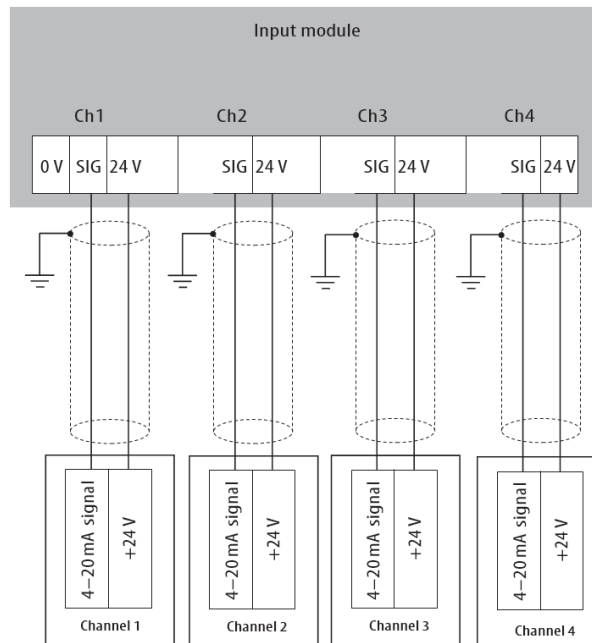 Input module
Ch1 Ch2 Ch3 Ch4
0 V SIG 24 V SIG 24 V SIG 24 V SIG 24 V
4–20 mA signal +24 V 4–20 mA signal +24 V 4–20 mA signal +24 V 4–20 mA signal +24 V
Channel 1 Channel 2 Channel 3 Channel 4